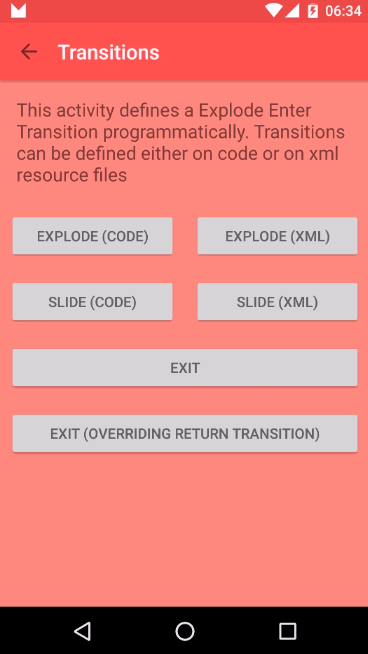 06:34
Transitions
This activity defines a Explode Enter
Transition programmatically. Transitions
can be defined either on code or on xml
resource files
EXPLODE (CODE)
EXPLODE (XML)
SLIDE (CODE)
SLIDE (XML)
EXIT
EXIT (OVERRIDING RETURN TRANSITION)